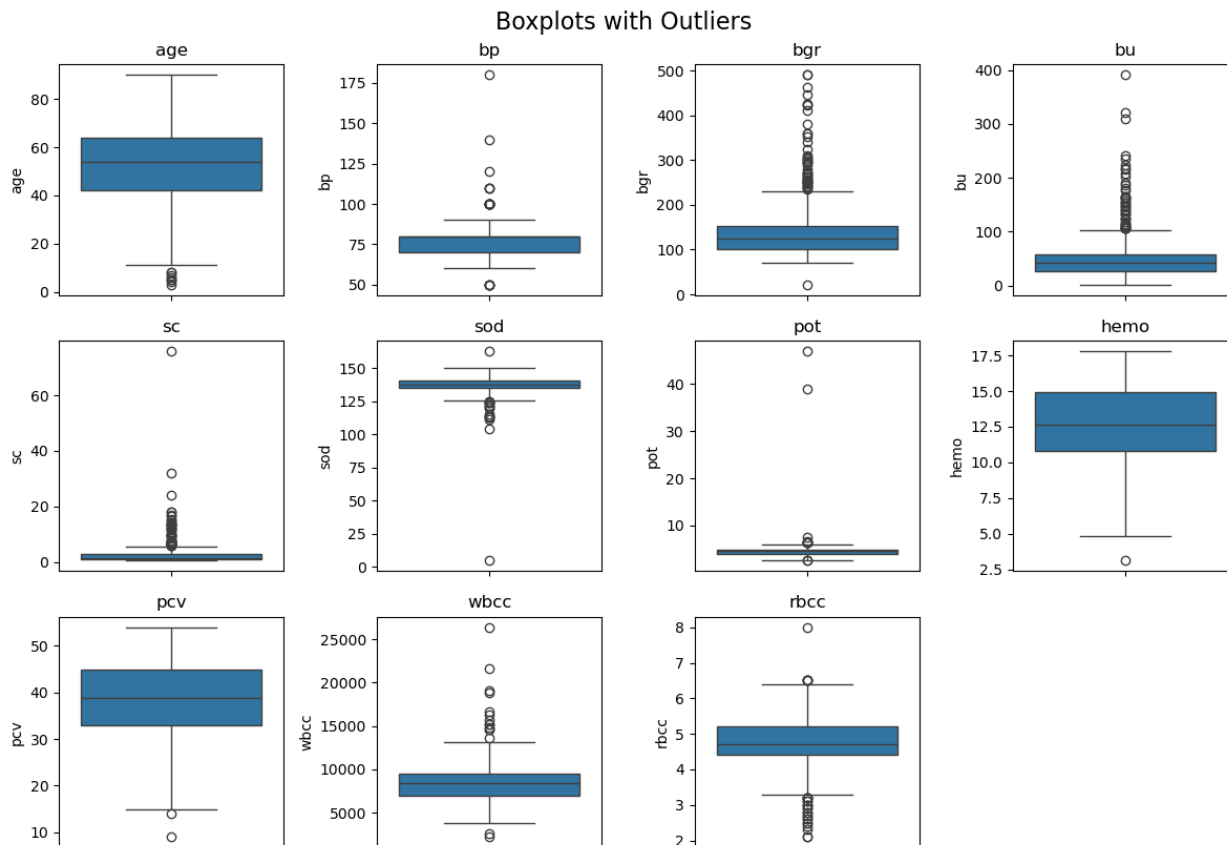 Boxplots with Outliers
age
bp
bgr
bu
80
60
40
20
0
age
175
150
125
100
75
50
bp
500
400
300
200
100
0
bgr
400
300
200
100
0
bu
sc
sod
pot
hemo
60
40
20
0
sc
150
125
100
75
50
25
0
sod
40
30
20
10
pot
17.5
15.0
12.5
10.0
7.5
5.0
2.5
hemo
pcv
wbcc
rbcc
50
40
30
20
10
pcv
25000
20000
15000
10000
5000
wbcc
8
7
6
5
4
3
2
rbcc